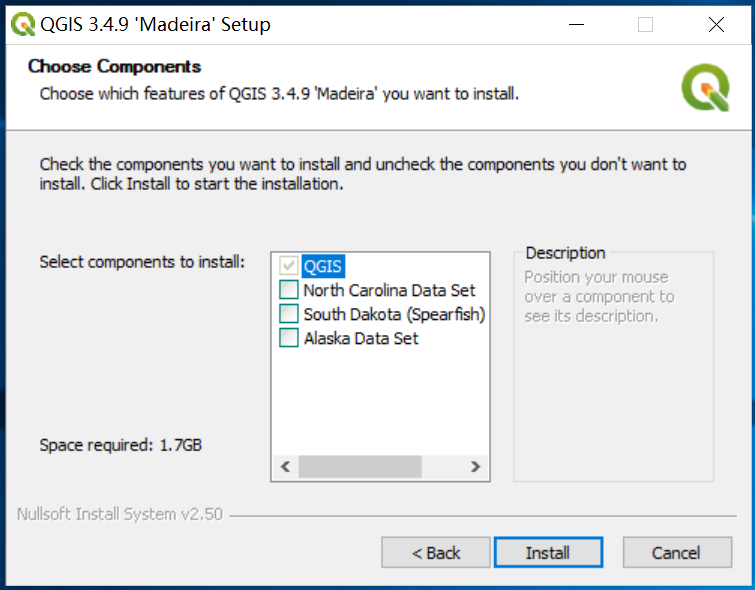 QGIS 3.4.9 'Madeira' Setup
Choose Components
Choose which features of QGIS 3.4.9 'Madeira' you want to install.
Check the components you want to install and uncheck the components you don't want to
install. Click Install to start the installation.
Select components to install:
QGIS
North Carolina Data Set
South Dakota (Spearfish)
Alaska Data Set
Description
Position your mouse
over a component to
see its description.
Space required: 1.7GB
Nullsoft Install System v2.50
< Back
Install
Cancel